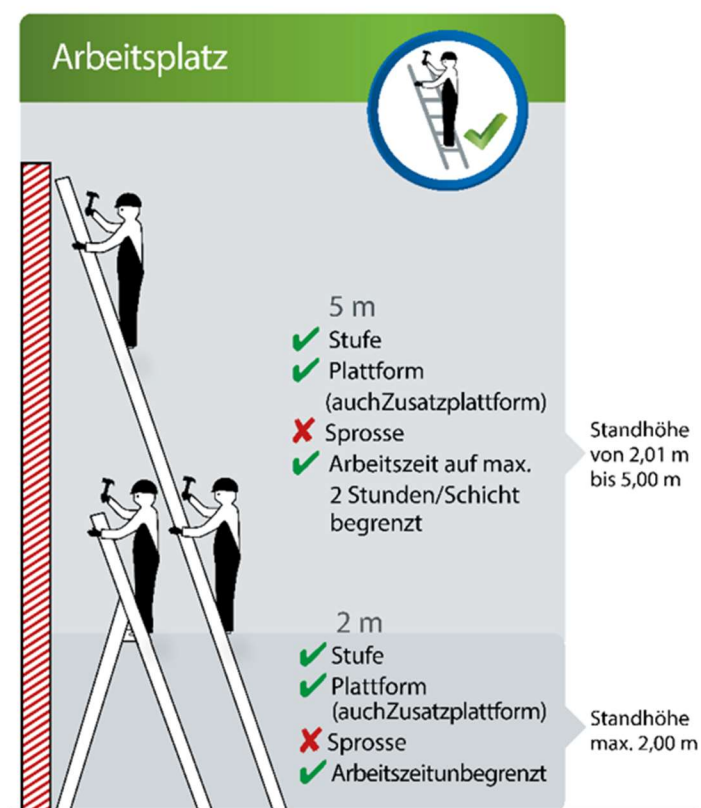 Arbeitsplatz
5 m
Stufe
Plattform
(auchZusatzplattform)
Sprosse
Arbeitszeit auf max.
2 Stunden/Schicht
begrenzt
Standhöhe
von 2,01 m
bis 5,00 m
2 m
Stufe
Plattform
(auchZusatzplattform)
Sprosse
Arbeitszeitunbegrenzt
Standhöhe
max. 2,00 m